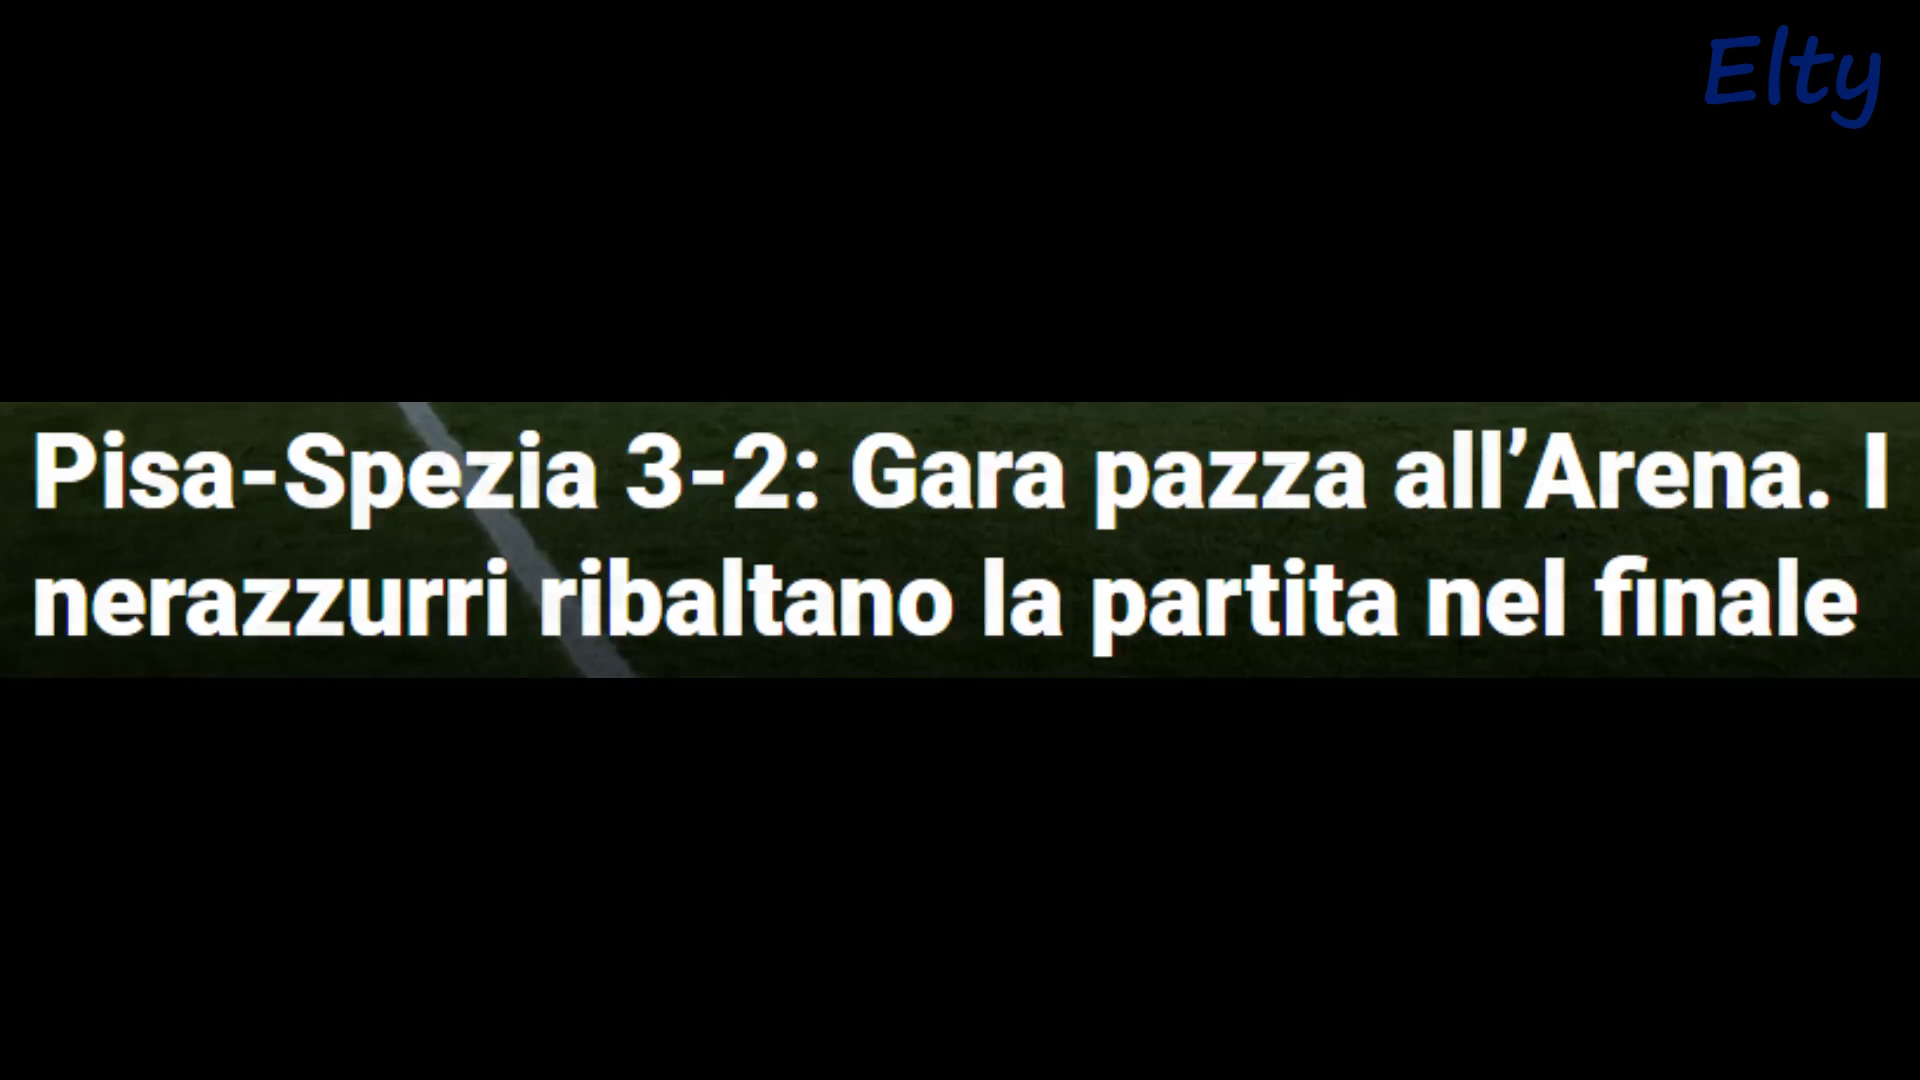 Elty
Pisa-Spezia 3-2: Gara pazza all’Arena. I
nerazzurri ribaltano la partita nel finale